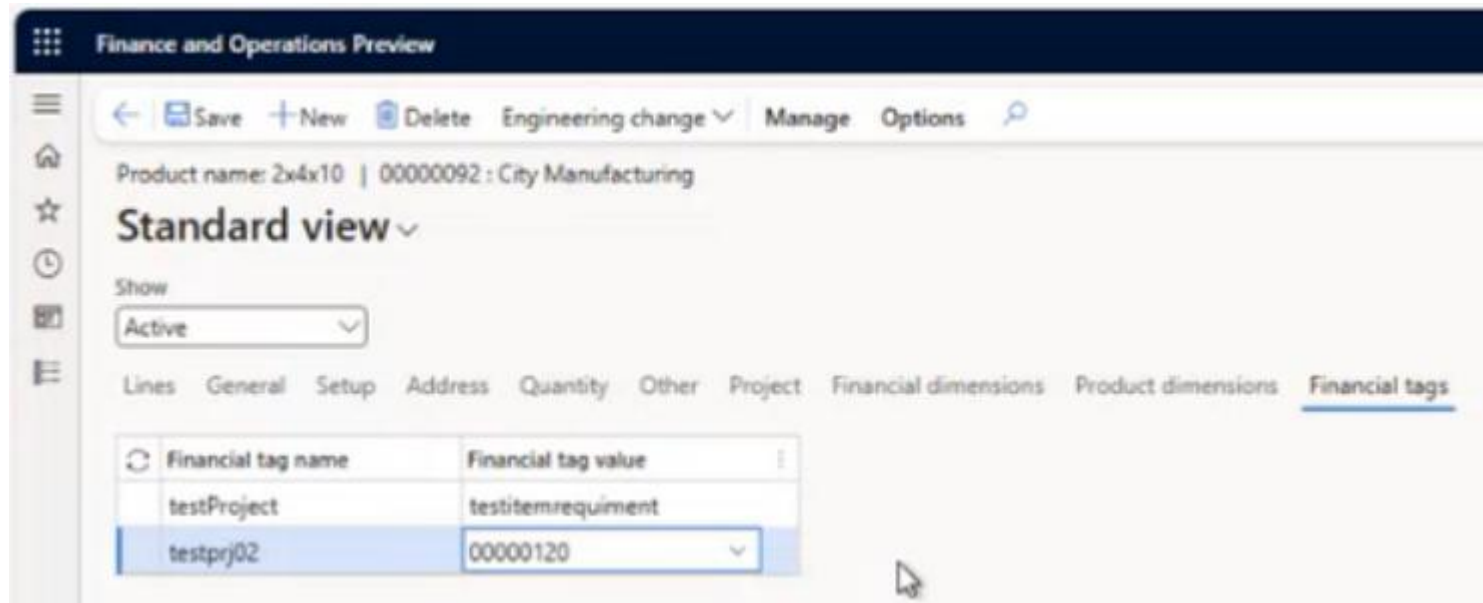 Finance and Operations Preview
Save New Delete Engineering change Manage Options
Product name: 2x4x10 | 00000092 : City Manufacturing
Standard view
Show
Active
Lines General Setup Address Quantity Other Project Financial dimensions Product dimensions Financial tags
Financial tag name Financial tag value
testProject testitemrequiment
testprj02 00000120